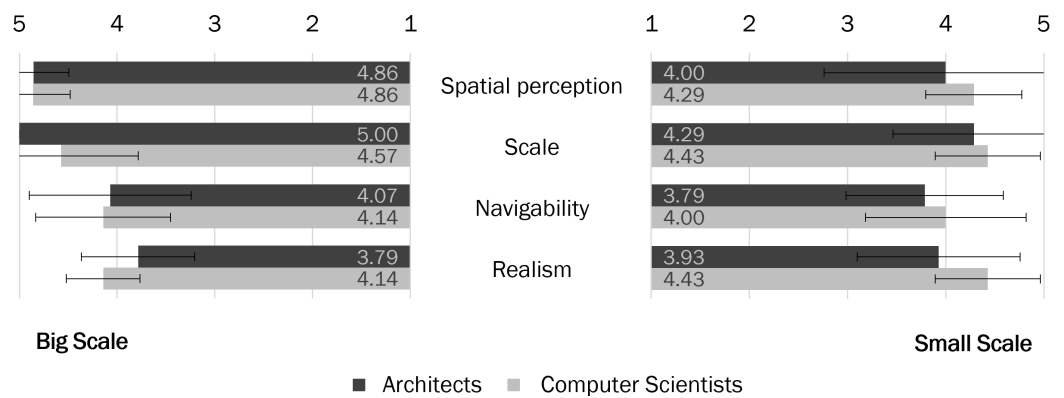 5 4 3 2 1 1 2 3 4 5
4.86 Spatial perception 4.00
4.86 4.29
5.00 Scale 4.29
4.57 4.43
4.07 Navigability 3.79
4.14 4.00
3.79 Realism 3.93
4.14 4.43
Big Scale Small Scale
Architects Computer Scientists